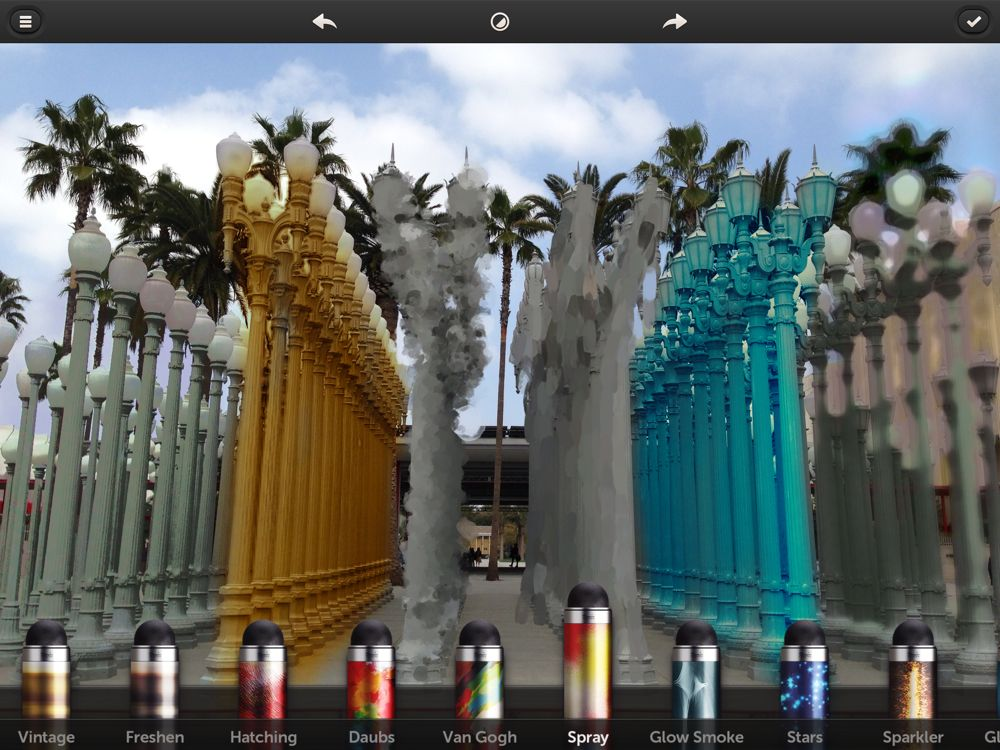 Vintage
Freshen
Hatching
Daubs
Van Gogh
Spray
Glow Smoke
Stars
Sparkler